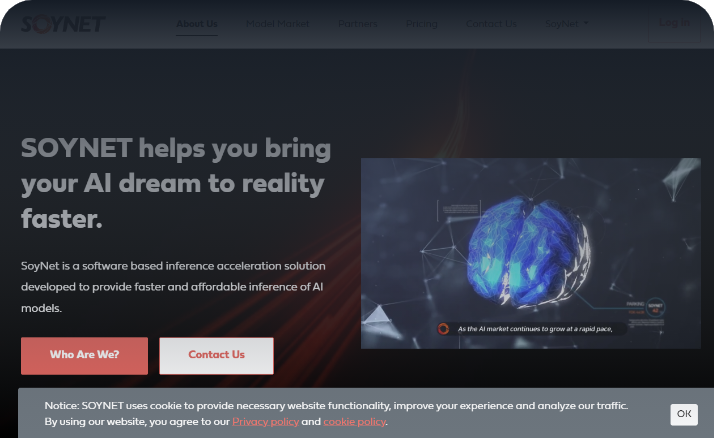 SOYNET About Us Model Market Partners Pricing Contact Us SoyNet Log in
SOYNET helps you bring
your AI dream to reality
faster.
SoyNet is a software based inference acceleration solution
developed to provide faster and affordable inference of AI
models.
Who Are We? Contact Us
As the AI market continues to grow at a rapid pace,
Notice: SOYNET uses cookie to provide necessary website functionality, improve your experience and analyze our traffic.
By using our website, you agree to our Privacy policy and cookie policy.
OK